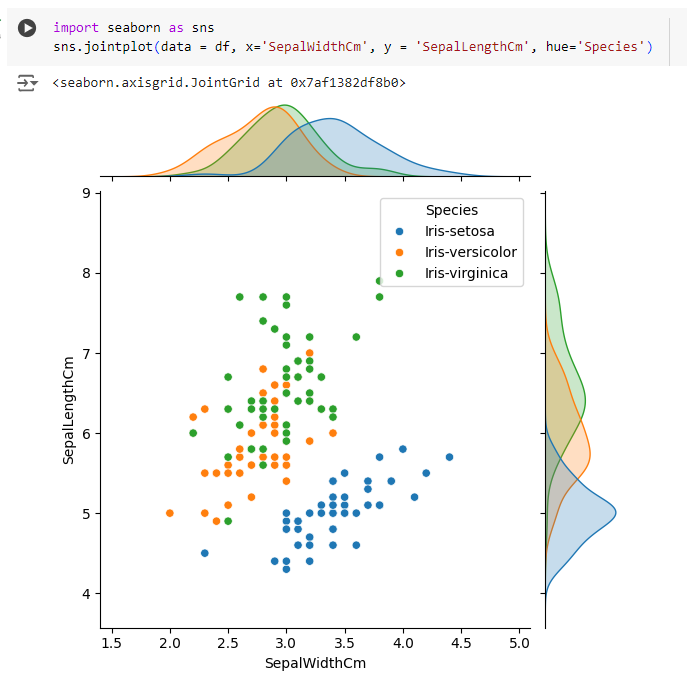 import seaborn as sns
sns.jointplot(data = df, x='SepalWidthCm', y = 'SepalLengthCm', hue='Species')
<seaborn.axisgrid.JointGrid at 0x7af1382df8b0>
Species
Iris-setosa
Iris-versicolor
Iris-virginica
9
8
7
6
5
4
SepalLengthCm
1.5 2.0 2.5 3.0 3.5 4.0 4.5 5.0
SepalWidthCm